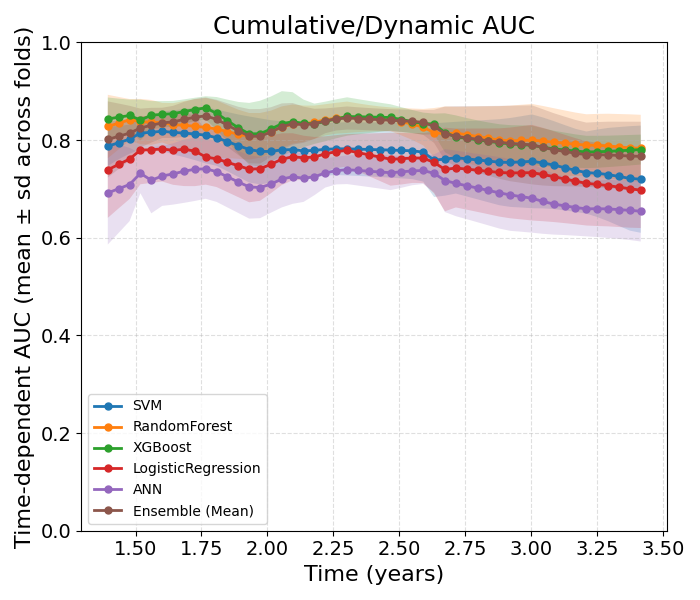 Cumulative/Dynamic AUC
Time-dependent AUC (mean ± sd across folds)
1.0
0.8
0.6
0.4
0.2
0.0
SVM
RandomForest
XGBoost
LogisticRegression
ANN
Ensemble (Mean)
1.50 1.75 2.00 2.25 2.50 2.75 3.00 3.25 3.50
Time (years)